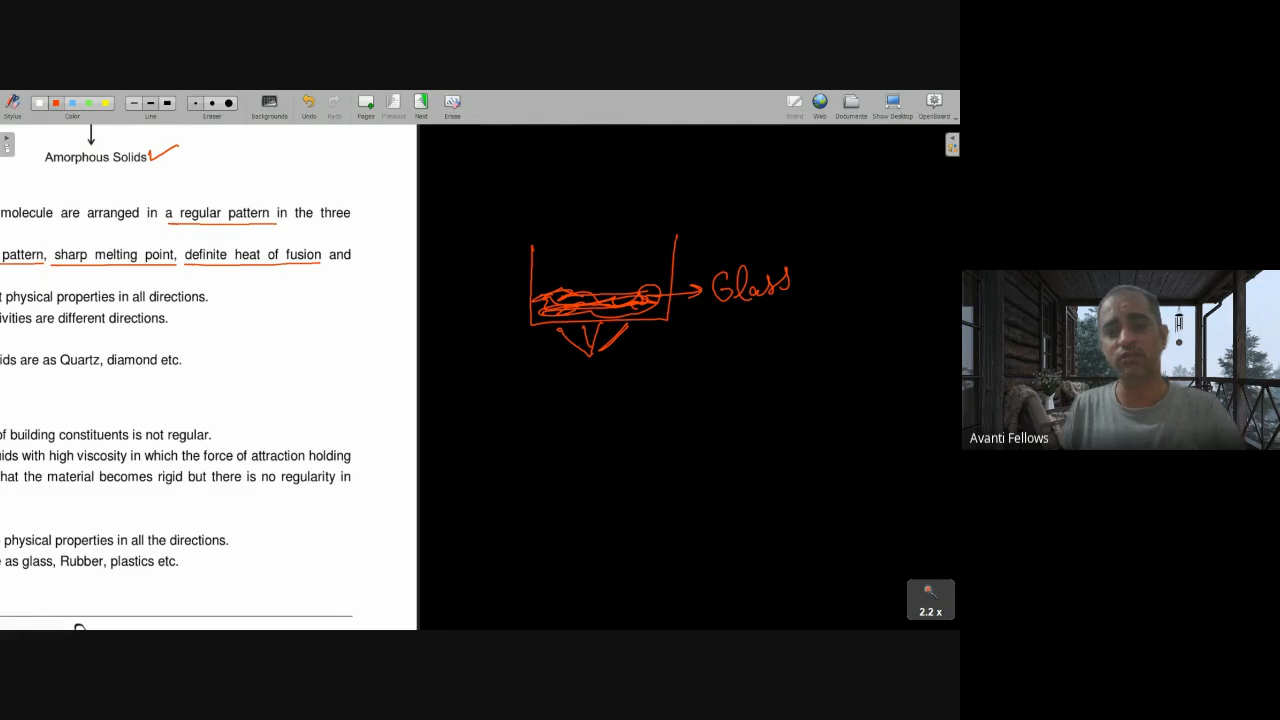 Stylus
Color
Line
Eraser
Backgrounds
Undo
Redo
Pages
Previous
Next
Erase
Board
Web
Documents
Show Desktop
OpenBoard
Amorphous Solids
molecule are arranged in a regular pattern in the three
pattern, sharp melting point, definite heat of fusion and
t physical properties in all directions.
ivities are different directions.
ids are as Quartz, diamond etc.
of building constituents is not regular.
uids with high viscosity in which the force of attraction holding
hat the material becomes rigid but there is no regularity in
physical properties in all the directions.
e as glass, Rubber, plastics etc.
Glass
2.2 x
Avanti Fellows